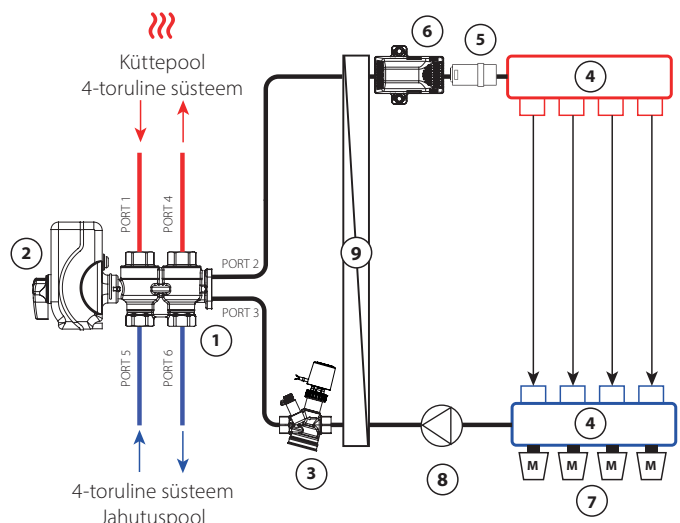 Küttepool
4-toruline süsteem
PORT 1
PORT 4
6
5
4
2
PORT 2
9
PORT 3
1
PORT 5
PORT 6
4
3
8
M
M
M
M
7
4-toruline süsteem
Jahutuspool